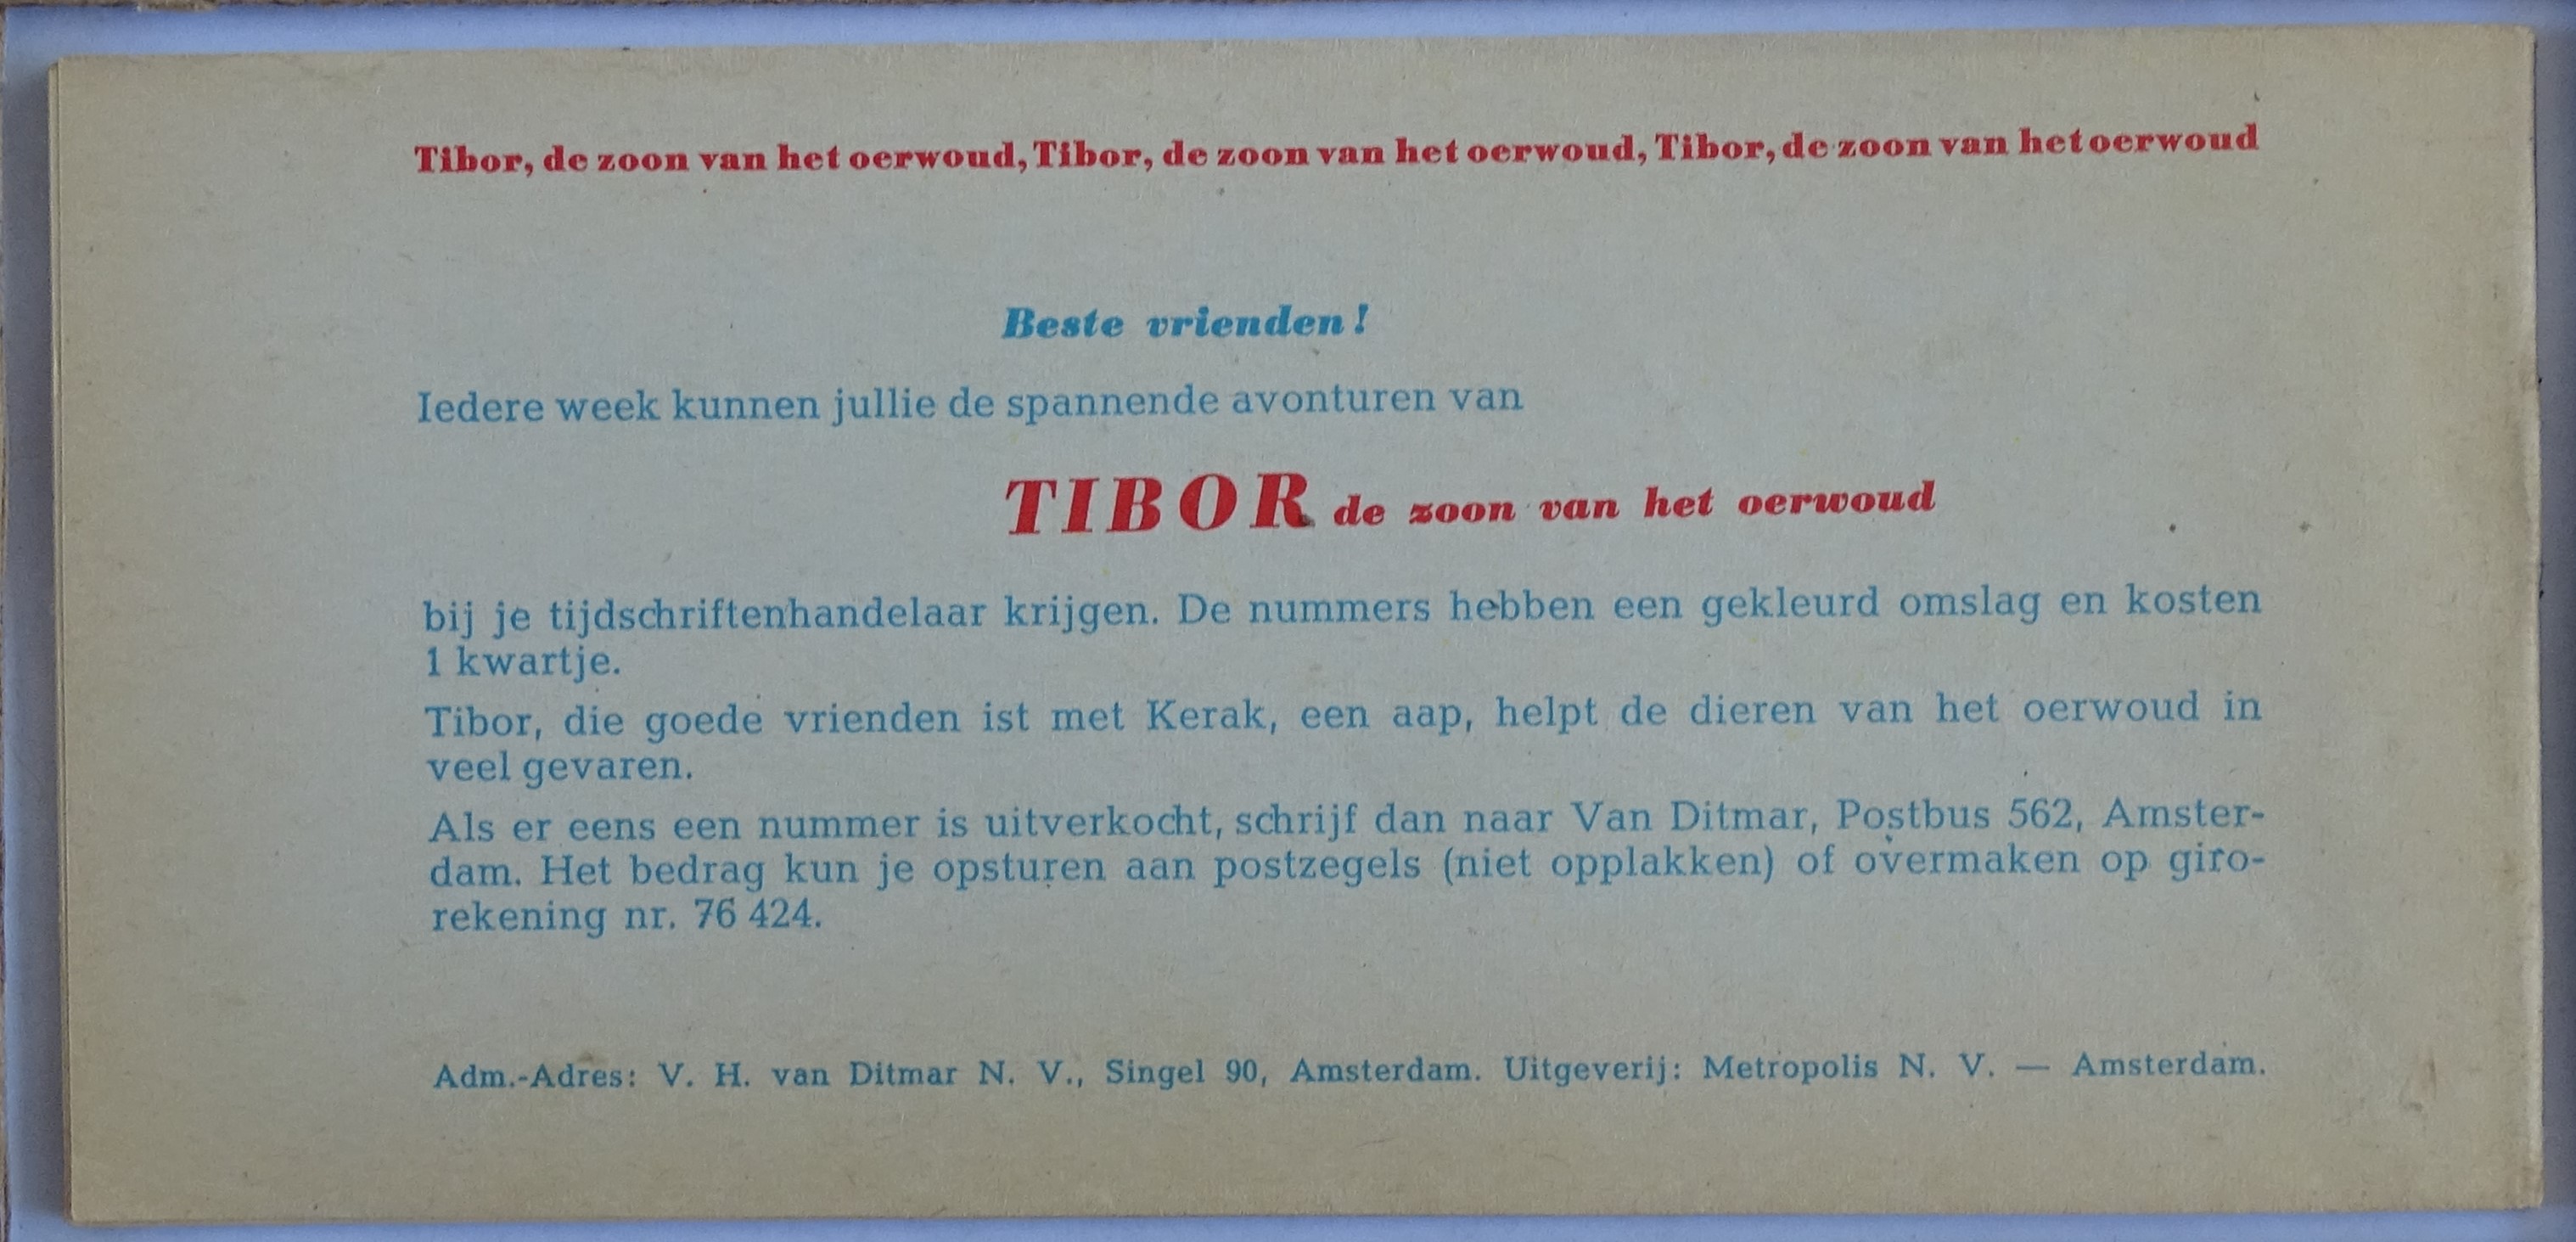 Tibor, de zoon van het oerwoud, Tibor, de zoon van het oerwoud, Tibor, de zoon van het oerwoud
Beste vrienden!
Iedere week kunnen jullie de spannende avonturen van
TIBOR de zoon van het oerwoud
bij je tijdschriftenhandelaar krijgen. De nummers hebben een gekleurd omslag en kosten
1 kwartje.
Tibor, die goede vrienden ist met Kerak, een aap, helpt de dieren van het oerwoud in
veel gevaren.
Als er eens een nummer is uitverkocht, schrijf dan naar Van Ditmar, Postbus 562, Amster-
dam. Het bedrag kun je opsturen aan postzegels (niet opplakken) of overmaken op giro-
rekening nr. 76 424.
Adm.-Adres: V. H. van Ditmar N. V., Singel 90, Amsterdam. Uitgeverij: Metropolis N. V. — Amsterdam.